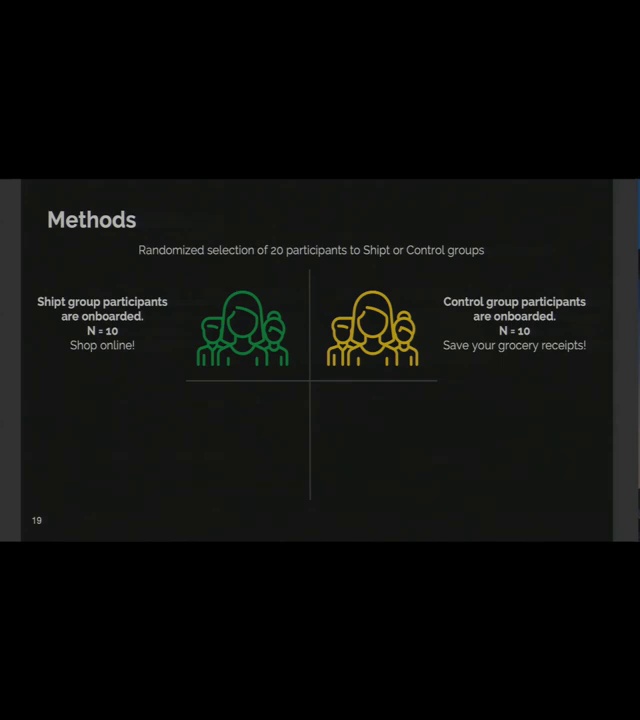 Methods
Randomized selection of 20 participants to Shipt or Control groups
Shipt group participants
are onboarded.
N = 10
Shop online!
Control group participants
are onboarded.
N = 10
Save your grocery receipts!
19